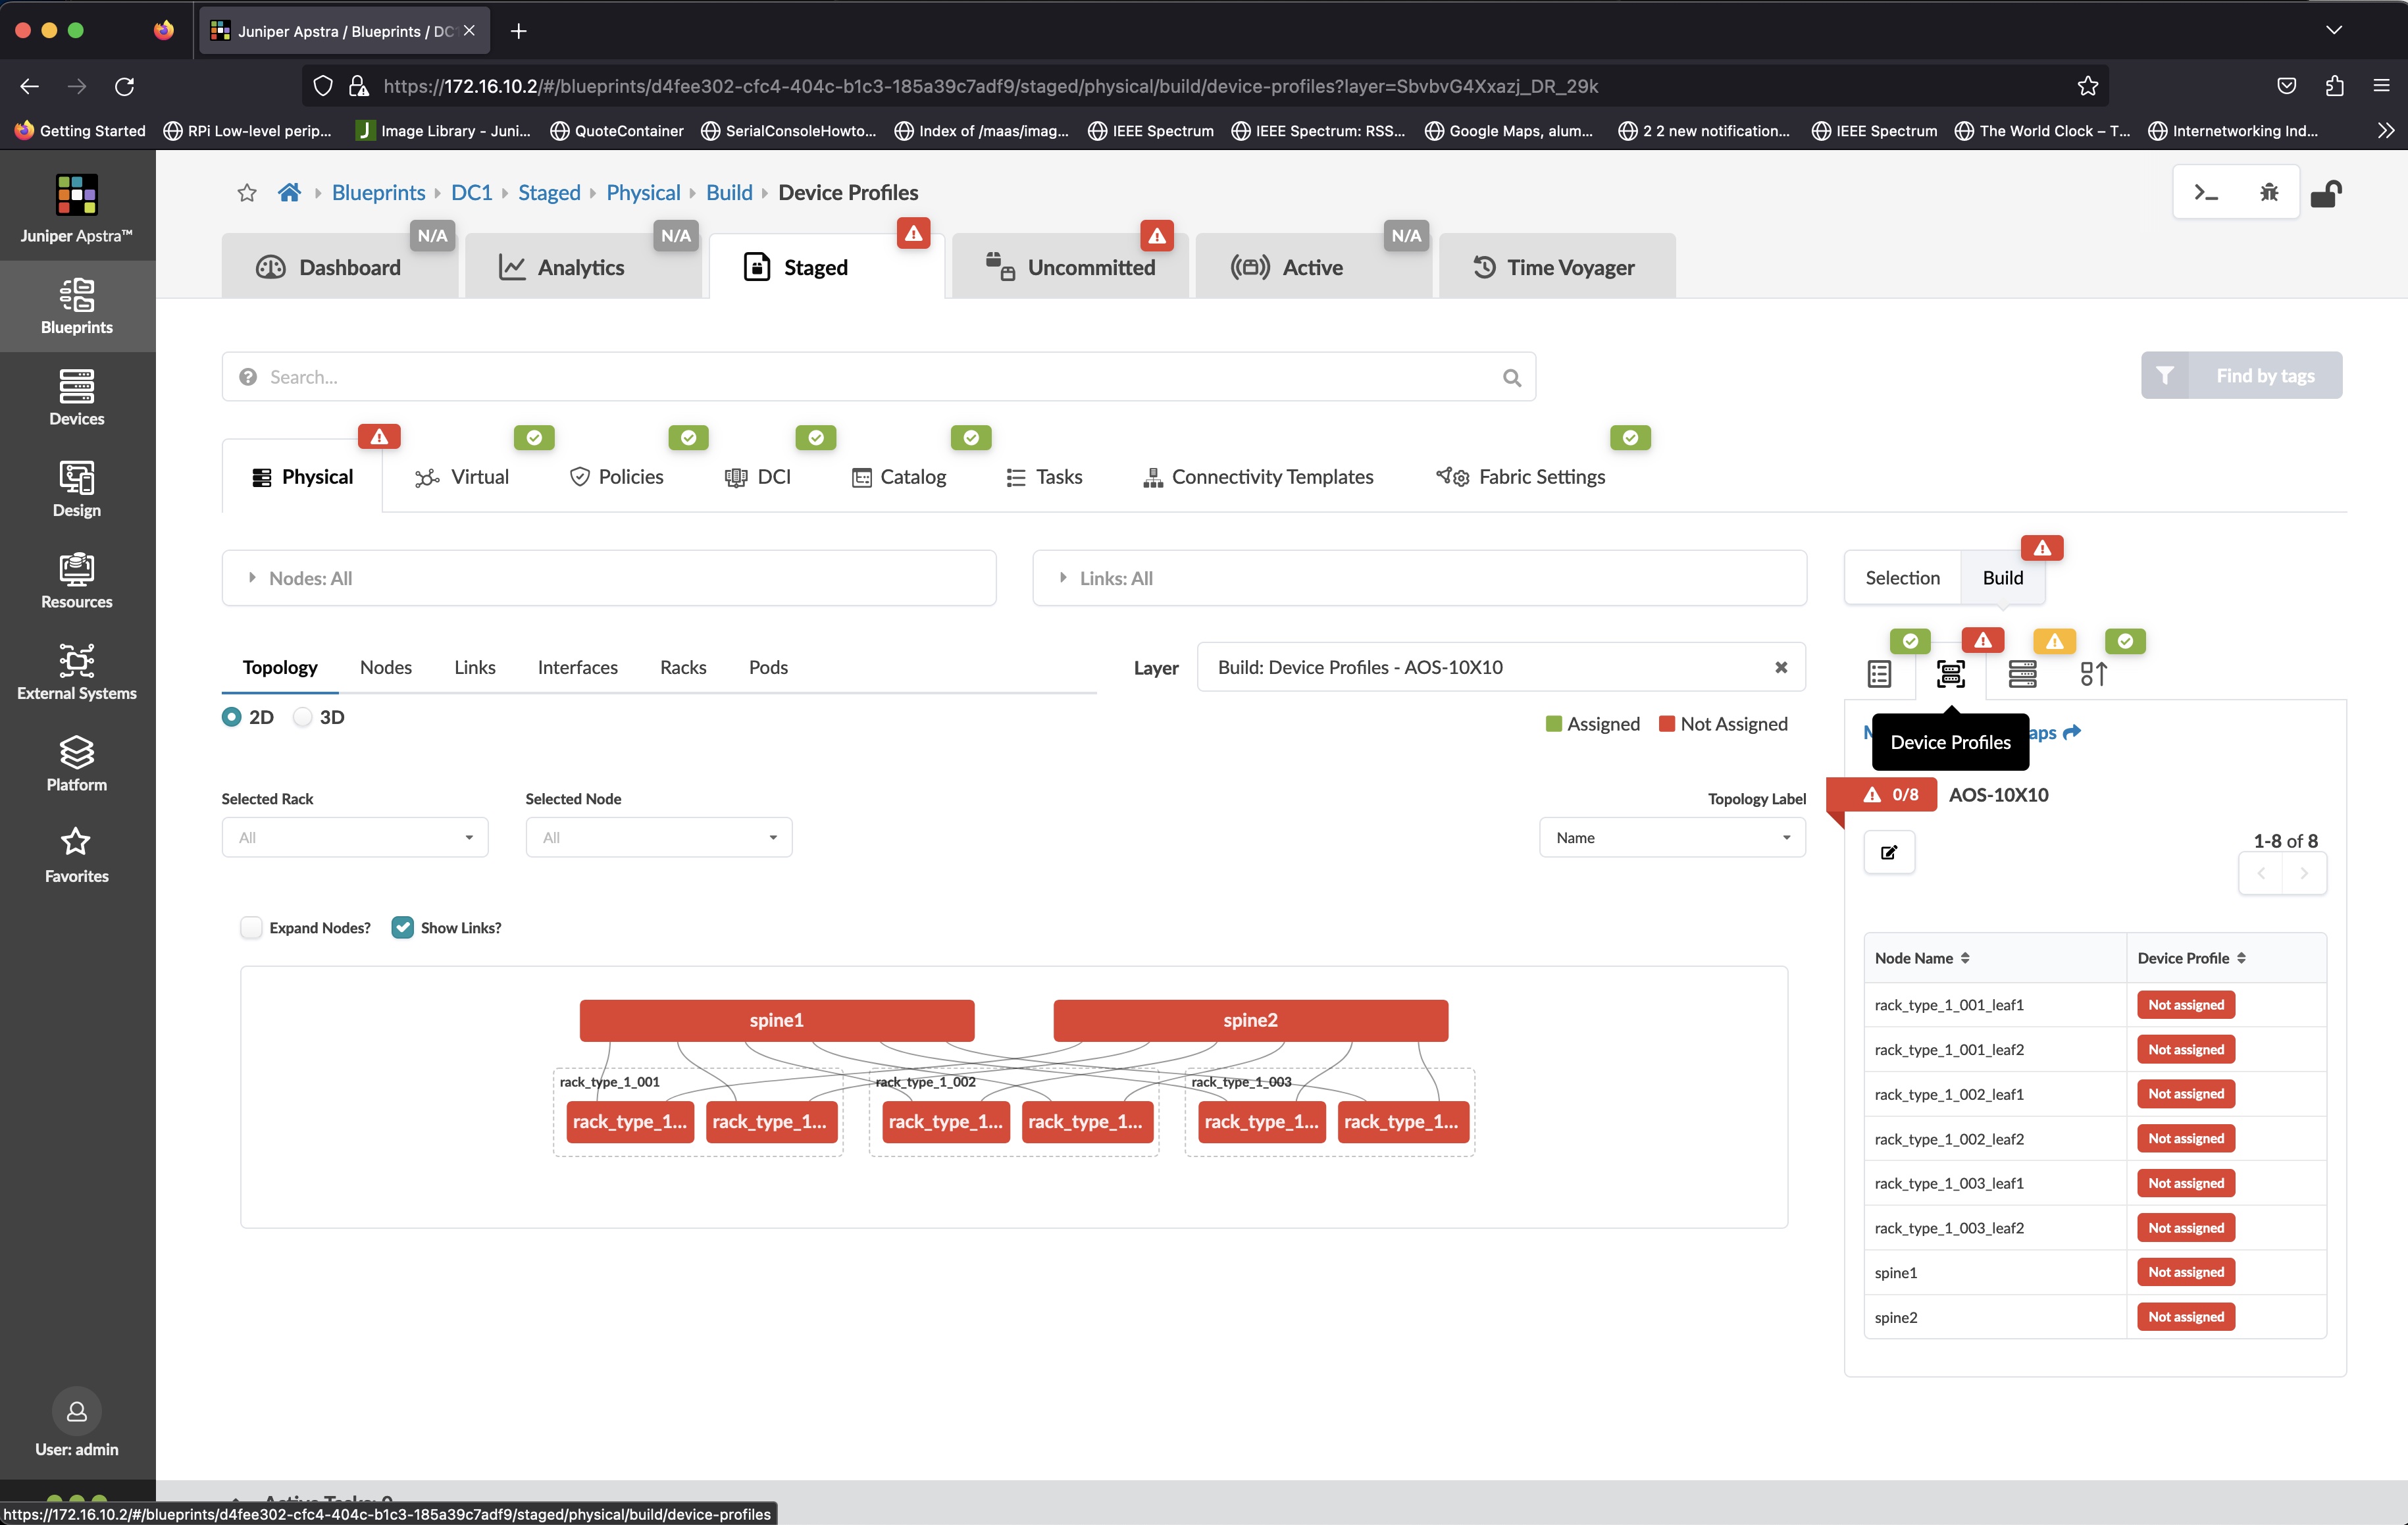 Juniper Apstra / Blueprints / DC
https://172.16.10.2/#/blueprints/d4fee302-cfc4-404c-b1c3-185a39c7adf9/staged/physical/build/device-profiles?layer=SbvbvG4Xxazj_DR_29k
Getting Started RPi Low-level perip... Image Library - Juni... QuoteContainer SerialConsoleHowto... Index of /maas/imag... IEEE Spectrum IEEE Spectrum: RSS... Google Maps, alum... 2 2 new notification... IEEE Spectrum The World Clock – T... Internetworking Ind...
Juniper Apstra™
Blueprints
Devices
Design
Resources
External Systems
Platform
Favorites
User: admin
Blueprints DC1 Staged Physical Build Device Profiles
N/A N/A N/A
Dashboard Analytics Staged Uncommitted Active Time Voyager
Search... Find by tags
Physical Virtual Policies DCI Catalog Tasks Connectivity Templates Fabric Settings
Nodes: All Links: All Selection Build
Topology Nodes Links Interfaces Racks Pods Layer Build: Device Profiles - AOS-10X10
2D 3D Assigned Not Assigned
Device Profiles
Selected Rack Selected Node Topology Label
All All Name
0/8 AOS-10X10
1-8 of 8
Expand Nodes? Show Links?
spine1 spine2
rack_type_1_001 rack_type_1_002 rack_type_1_003
rack_type_1... rack_type_1... rack_type_1... rack_type_1... rack_type_1... rack_type_1...
Node Name Device Profile
rack_type_1_001_leaf1 Not assigned
rack_type_1_001_leaf2 Not assigned
rack_type_1_002_leaf1 Not assigned
rack_type_1_002_leaf2 Not assigned
rack_type_1_003_leaf1 Not assigned
rack_type_1_003_leaf2 Not assigned
spine1 Not assigned
spine2 Not assigned
https://172.16.10.2/#/blueprints/d4fee302-cfc4-404c-b1c3-185a39c7adf9/staged/physical/build/device-profiles